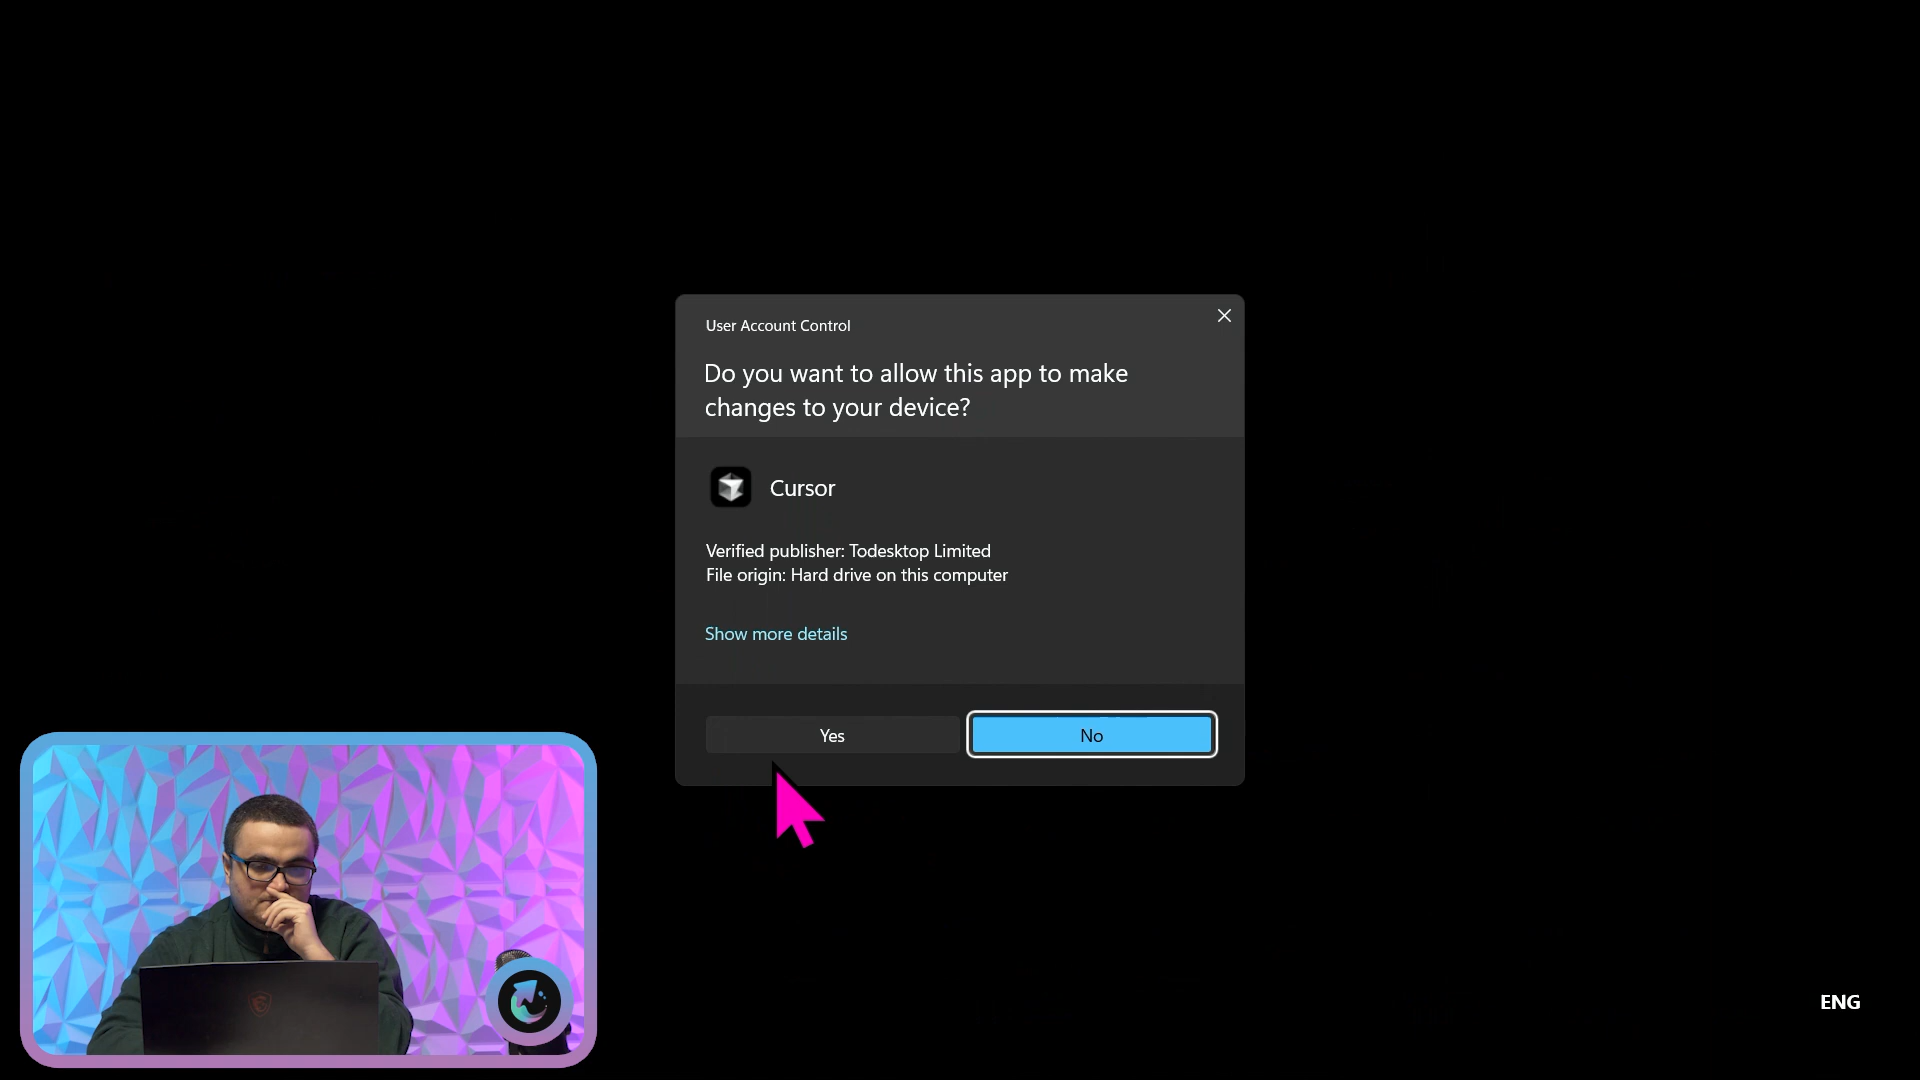 User Account Control
Do you want to allow this app to make
changes to your device?
Cursor
Verified publisher: Todesktop Limited
File origin: Hard drive on this computer
Show more details
Yes
No
ENG